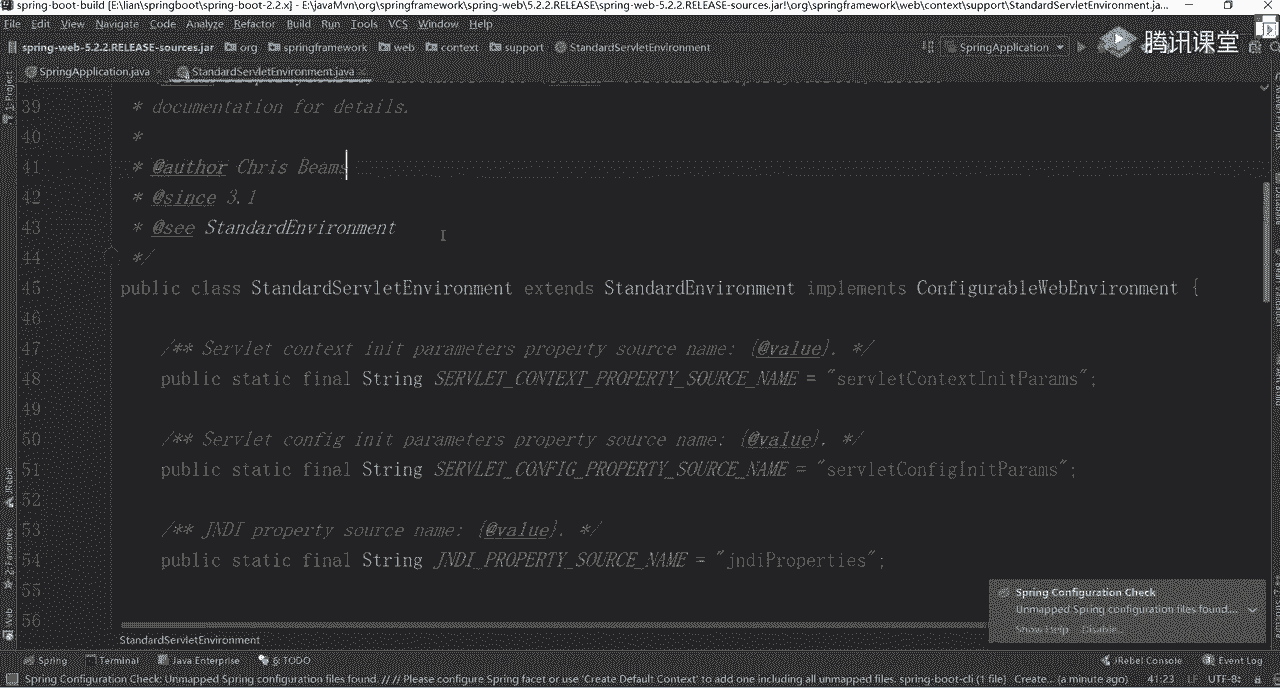 spring-boot-build [E:\lian\springboot\spring-boot-2.2.x] - E:\javaMvn\org\springframework\spring-web\5.2.2.RELEASE\spring-web-5.2.2.RELEASE-sources.jar!\org\springframework\web\context\support\StandardServletEnvironment.ja...
File Edit View Navigate Code Analyze Refactor Build Run Tools VCS Window Help
spring-web-5.2.2.RELEASE-sources.jar org springframework web context support StandardServletEnvironment SpringApplication
腾讯课堂
SpringApplication.java StandardServletEnvironment.java
1: Project
39 * documentation for details.
40 *
41 * @author Chris Beams
42 * @since 3.1
43 * @see StandardEnvironment
44 */
45 public class StandardServletEnvironment extends StandardEnvironment implements ConfigurableWebEnvironment {
46
47 /** Servlet context init parameters property source name: {@value}. */
48 public static final String SERVLET_CONTEXT_PROPERTY_SOURCE_NAME = "servletContextInitParams";
49
50 /** Servlet config init parameters property source name: {@value}. */
51 public static final String SERVLET_CONFIG_PROPERTY_SOURCE_NAME = "servletConfigInitParams";
52
53 /** JNDI property source name: {@value}. */
54 public static final String JNDI_PROPERTY_SOURCE_NAME = "jndiProperties";
55
56
JRebel
2: Favorites
Web
Spring Configuration Check
Unmapped Spring configuration files found....
Show Help Disable...
StandardServletEnvironment
Spring Terminal Java Enterprise 6: TODO JRebel Console Event Log
Spring Configuration Check: Unmapped Spring configuration files found. // // Please configure Spring facet or use 'Create Default Context' to add one including all unmapped files. spring-boot-cli (1 file) Create... (a minute ago) 41:23 LF UTF-8: